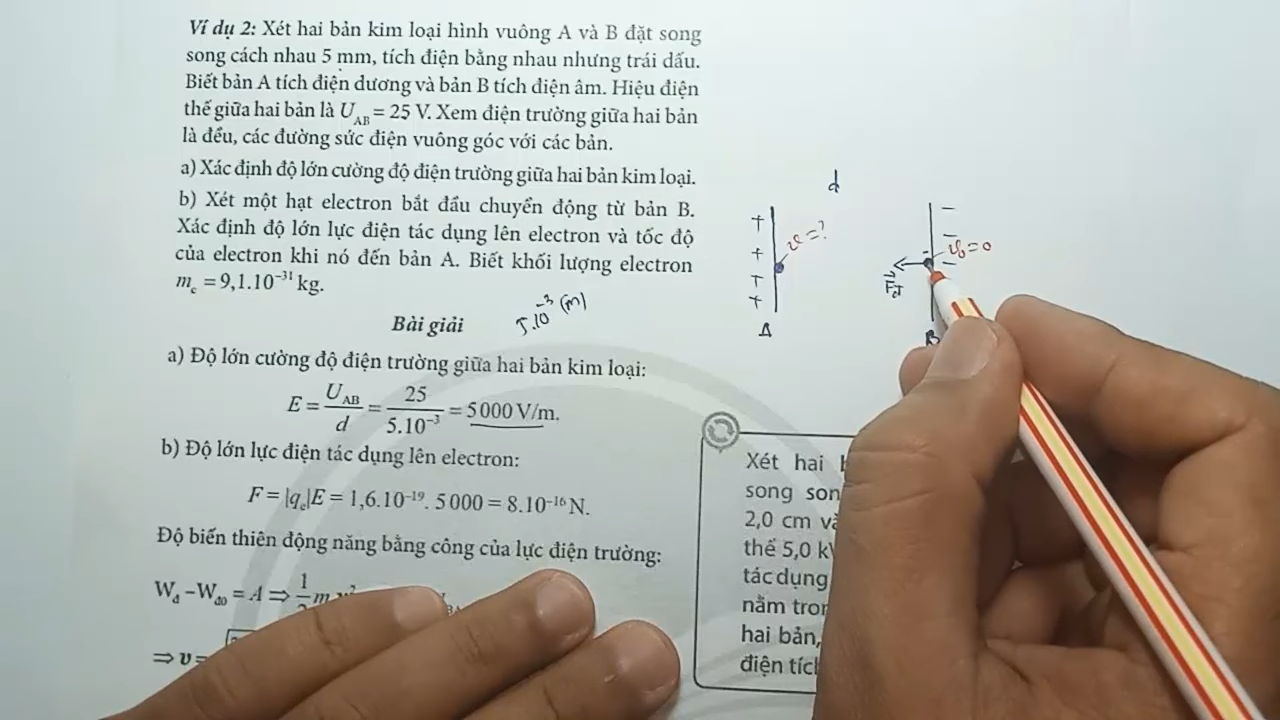 Ví dụ 2: Xét hai bản kim loại hình vuông A và B đặt song
song cách nhau 5 mm, tích điện bằng nhau nhưng trái dấu.
Biết bản A tích điện dương và bản B tích điện âm. Hiệu điện
thế giữa hai bản là U_AB = 25 V. Xem điện trường giữa hai bản
là đều, các đường sức điện vuông góc với các bản.
a) Xác định độ lớn cường độ điện trường giữa hai bản kim loại.
b) Xét một hạt electron bắt đầu chuyển động từ bản B.
Xác định độ lớn lực điện tác dụng lên electron và tốc độ
của electron khi nó đến bản A. Biết khối lượng electron
m_e = 9,1.10⁻³¹ kg.
5.10⁻³ (m)
Bài giải
a) Độ lớn cường độ điện trường giữa hai bản kim loại:
E = U_AB / d = 25 / 5.10⁻³ = 5000 V/m.
b) Độ lớn lực điện tác dụng lên electron:
F = |q_e|E = 1,6.10⁻¹⁹. 5000 = 8.10⁻¹⁶ N.
Độ biến thiên động năng bằng công của lực điện trường:
W_đ – W_đ0 = A ⇒
⇒ v =
d
+
+
+
+
v = ?
A
–
–
–
v₀ = 0
F_đ
B
Xét hai
song son
2,0 cm và
thế 5,0 k
tác dụng
nằm tron
hai bản,
điện tíc